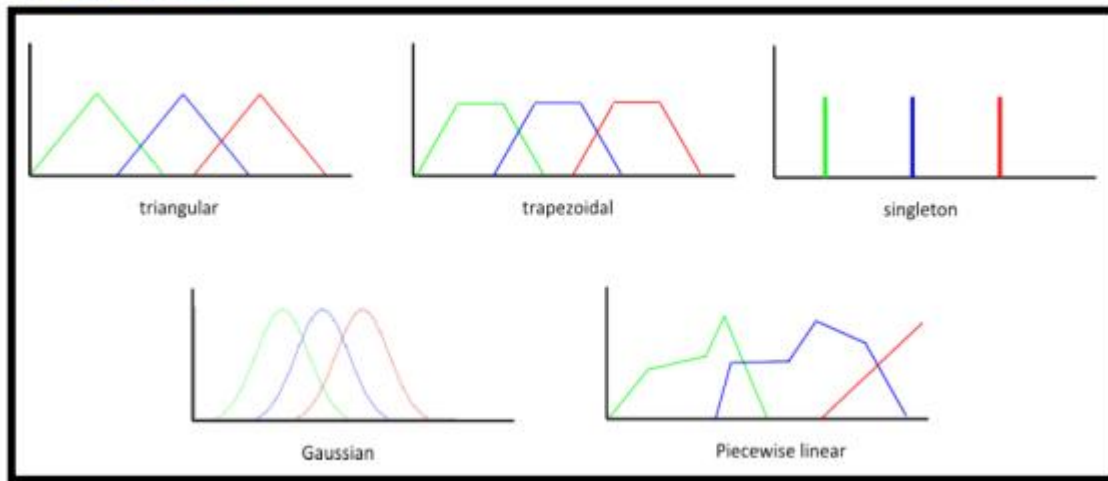 triangular
trapezoidal
singleton
Gaussian
Piecewise linear